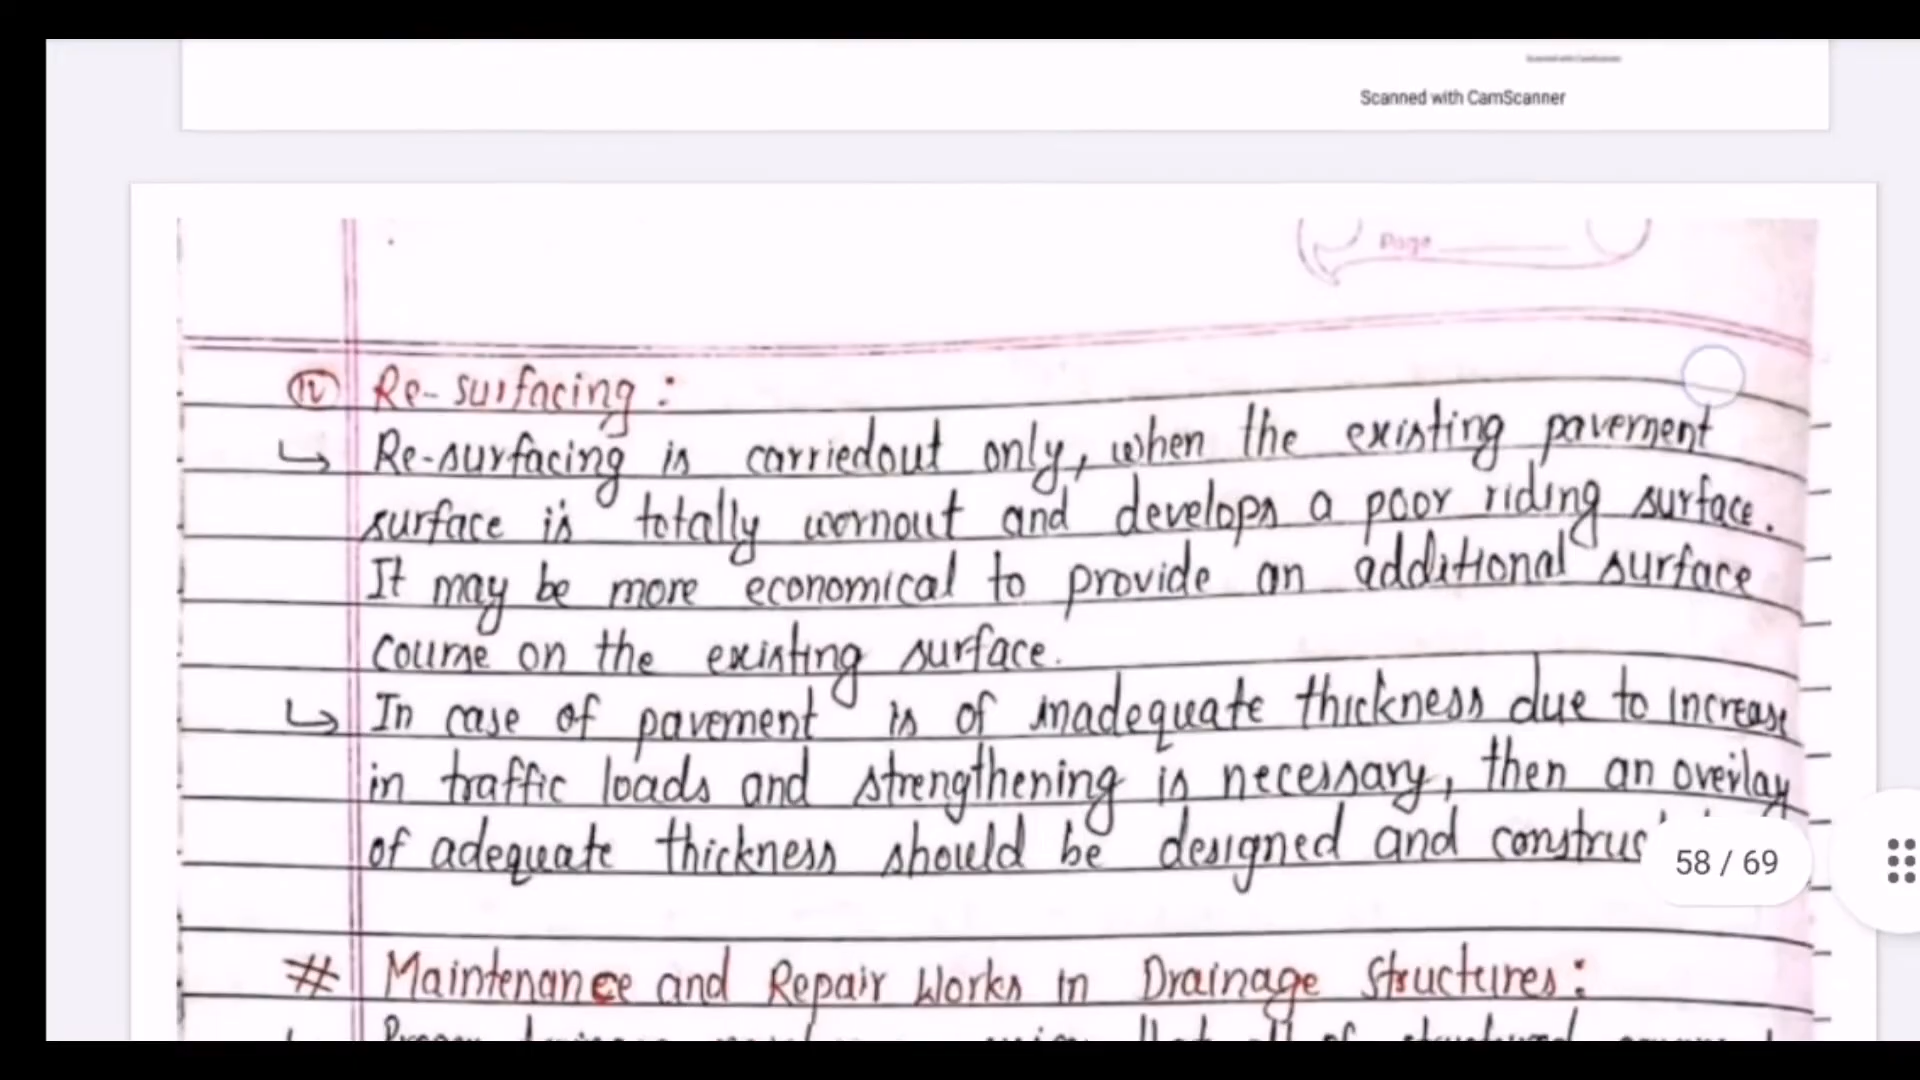 Scanned with CamScanner
Scanned with CamScanner
Page
iv Re-surfacing :
↳ Re-surfacing is carriedout only, when the existing pavement
surface is totally wornout and develops a poor riding surface.
It may be more economical to provide an additional surface
course on the existing surface.
↳ In case of pavement is of inadequate thickness due to increase
in traffic loads and strengthening is necessary, then an overlay
of adequate thickness should be designed and
58 / 69
# Maintenance and Repair Works in Drainage Structures :